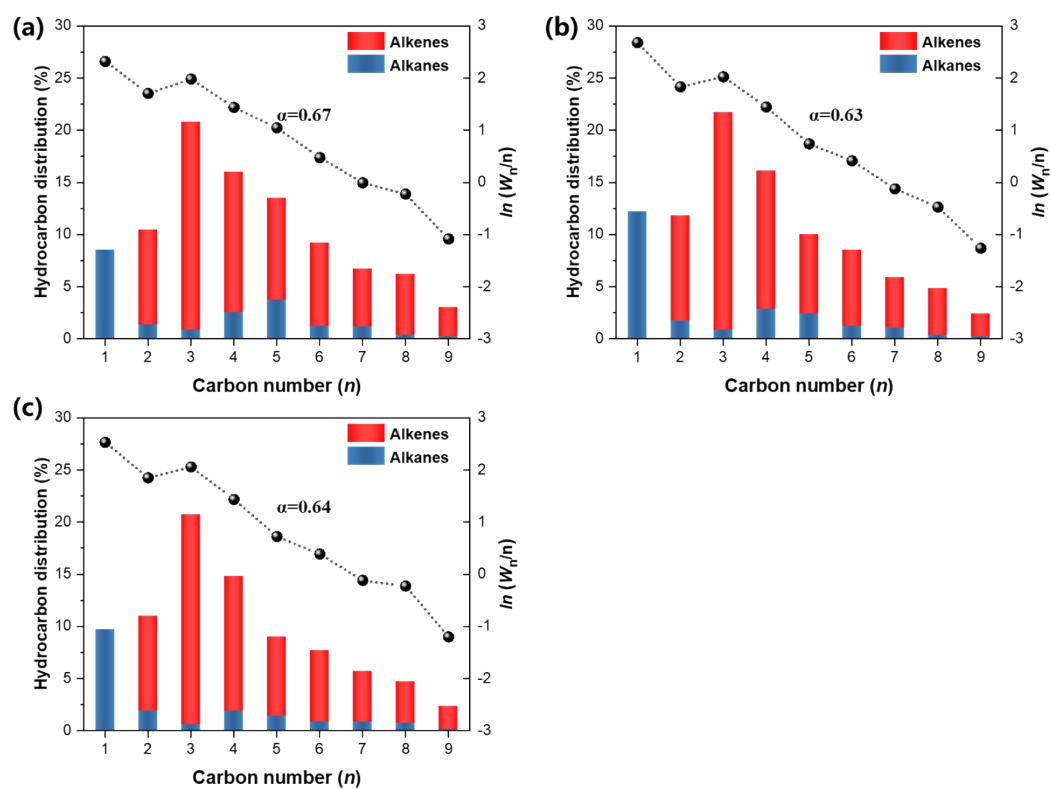 (a)
Hydrocarbon distribution (%)
30
25
20
15
10
5
0
Alkenes
Alkanes
α=0.67
3
2
1
0
-1
-2
-3
ln (Wn/n)
1 2 3 4 5 6 7 8 9
Carbon number (n)
(b)
Hydrocarbon distribution (%)
30
25
20
15
10
5
0
Alkenes
Alkanes
α=0.63
3
2
1
0
-1
-2
-3
ln (Wn/n)
1 2 3 4 5 6 7 8 9
Carbon number (n)
(c)
Hydrocarbon distribution (%)
30
25
20
15
10
5
0
Alkenes
Alkanes
α=0.64
3
2
1
0
-1
-2
-3
ln (Wn/n)
1 2 3 4 5 6 7 8 9
Carbon number (n)